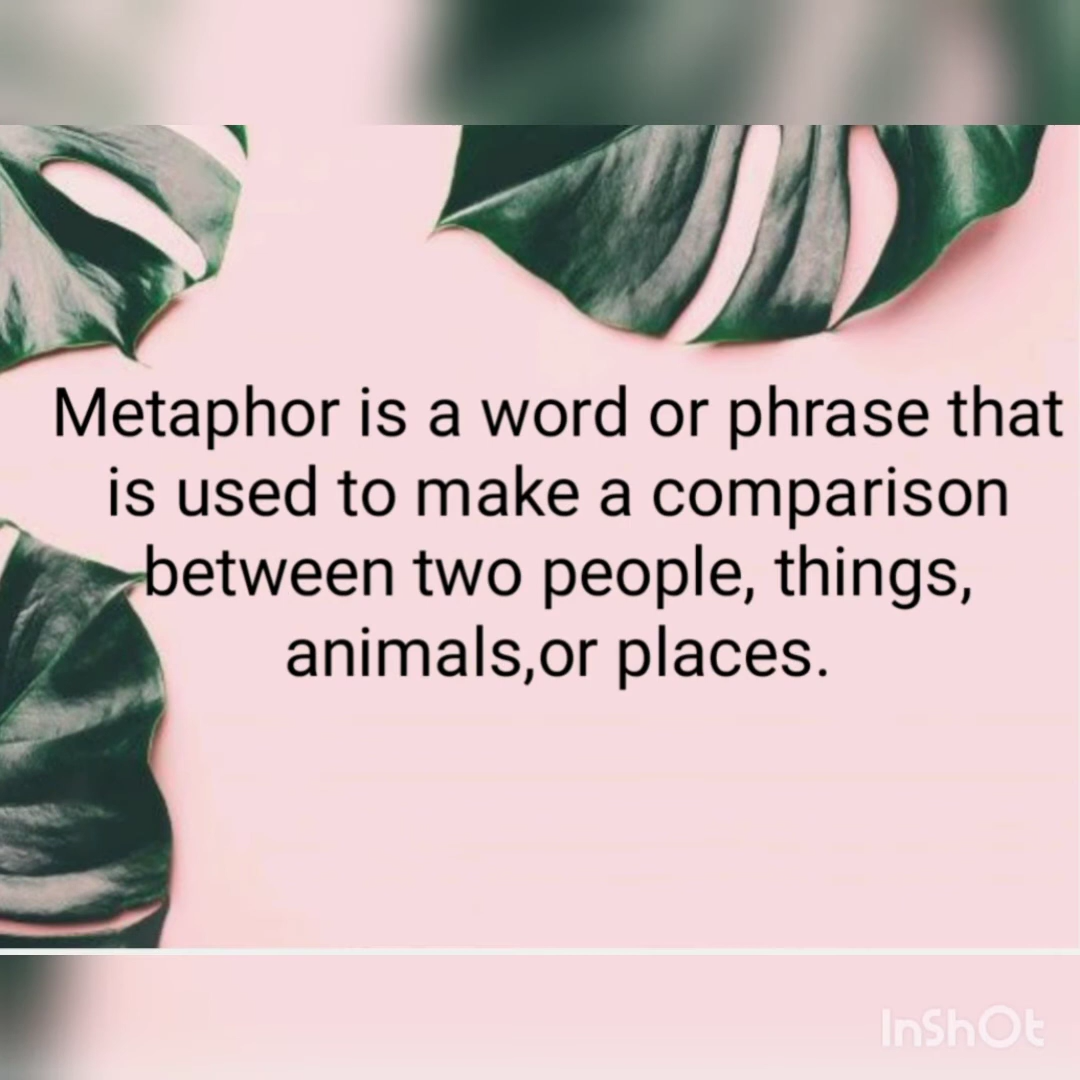 Metaphor is a word or phrase that
is used to make a comparison
between two people, things,
animals,or places.
InShOt